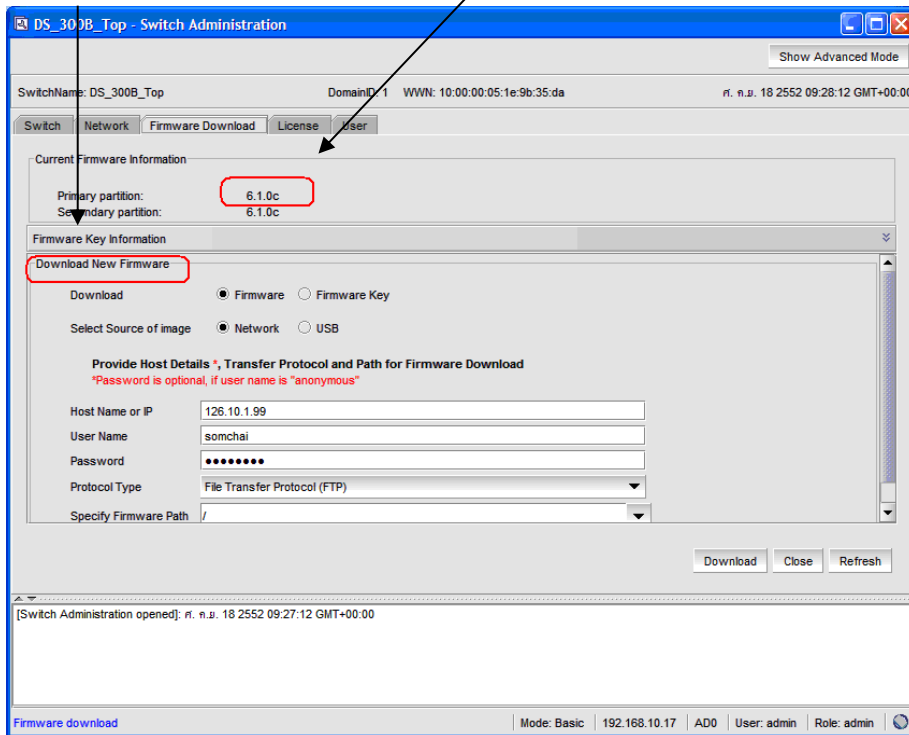 DS_300B_Top - Switch Administration
Show Advanced Mode
SwitchName: DS_300B_Top DomainID: 1 WWN: 10:00:00:05:1e:9b:35:da ศ. ก.ย. 18 2552 09:28:12 GMT+00:00
Switch Network Firmware Download License User
Current Firmware Information
Primary partition: 6.1.0c
Secondary partition: 6.1.0c
Firmware Key Information
Download New Firmware
Download Firmware Firmware Key
Select Source of image Network USB
Provide Host Details *, Transfer Protocol and Path for Firmware Download
*Password is optional, if user name is "anonymous"
Host Name or IP 126.10.1.99
User Name somchai
Password ●●●●●●●●
Protocol Type File Transfer Protocol (FTP)
Specify Firmware Path /
Download Close Refresh
[Switch Administration opened]: ศ. ก.ย. 18 2552 09:27:12 GMT+00:00
Firmware download Mode: Basic 192.168.10.17 AD0 User: admin Role: admin